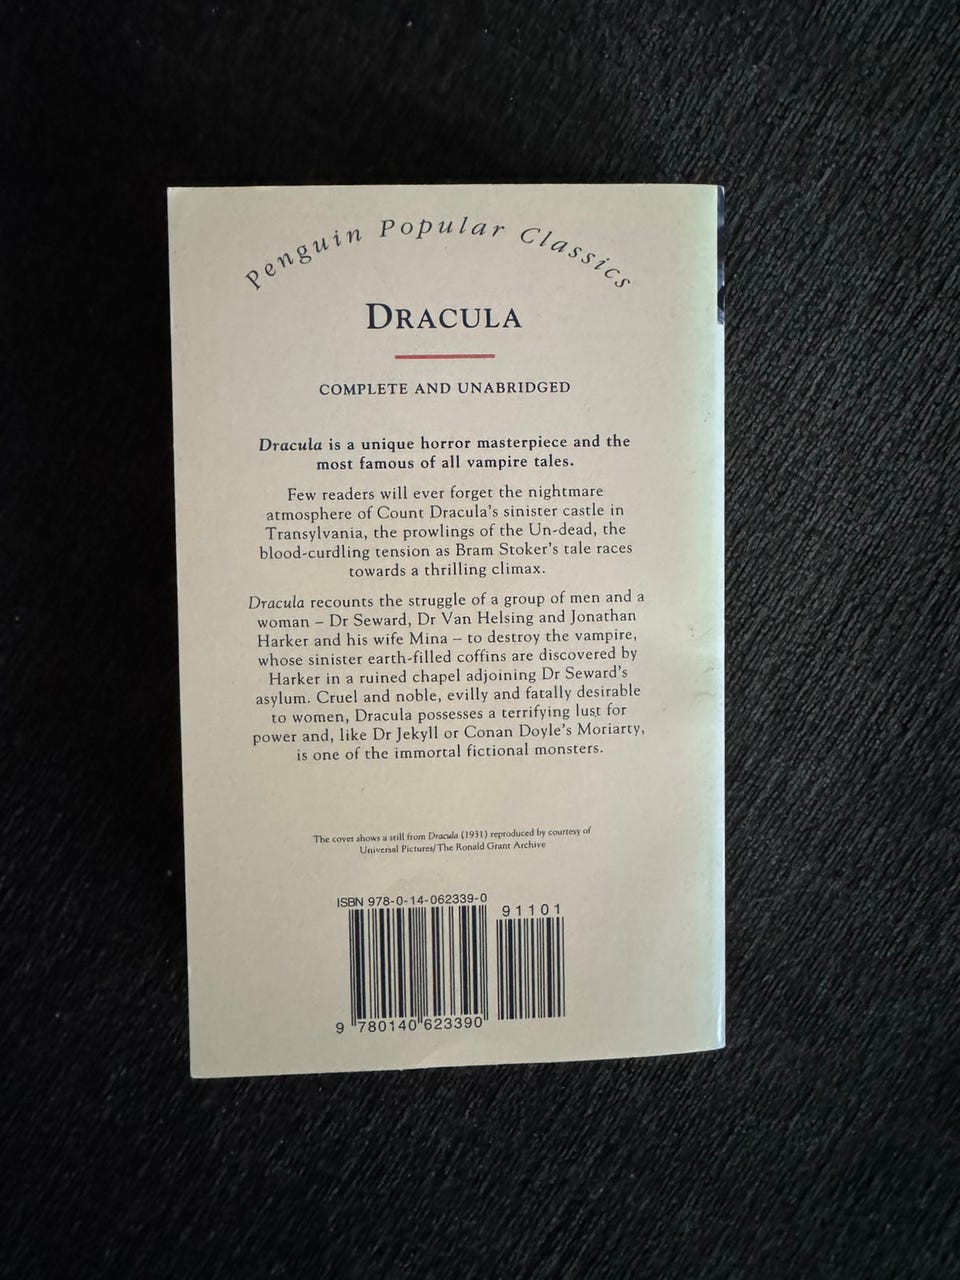 Penguin Popular Classics
DRACULA
COMPLETE AND UNABRIDGED
Dracula is a unique horror masterpiece and the
most famous of all vampire tales.
Few readers will ever forget the nightmare
atmosphere of Count Dracula's sinister castle in
Transylvania, the prowlings of the Un-dead, the
blood-curdling tension as Bram Stoker's tale races
towards a thrilling climax.
Dracula recounts the struggle of a group of men and a
woman – Dr Seward, Dr Van Helsing and Jonathan
Harker and his wife Mina – to destroy the vampire,
whose sinister earth-filled coffins are discovered by
Harker in a ruined chapel adjoining Dr Seward's
asylum. Cruel and noble, evilly and fatally desirable
to women, Dracula possesses a terrifying lust for
power and, like Dr Jekyll or Conan Doyle's Moriarty,
is one of the immortal fictional monsters.
The cover shows a still from Dracula (1931) reproduced by courtesy of
Universal Pictures/The Ronald Grant Archive
ISBN 978-0-14-062339-0
91101
9 780140 623390